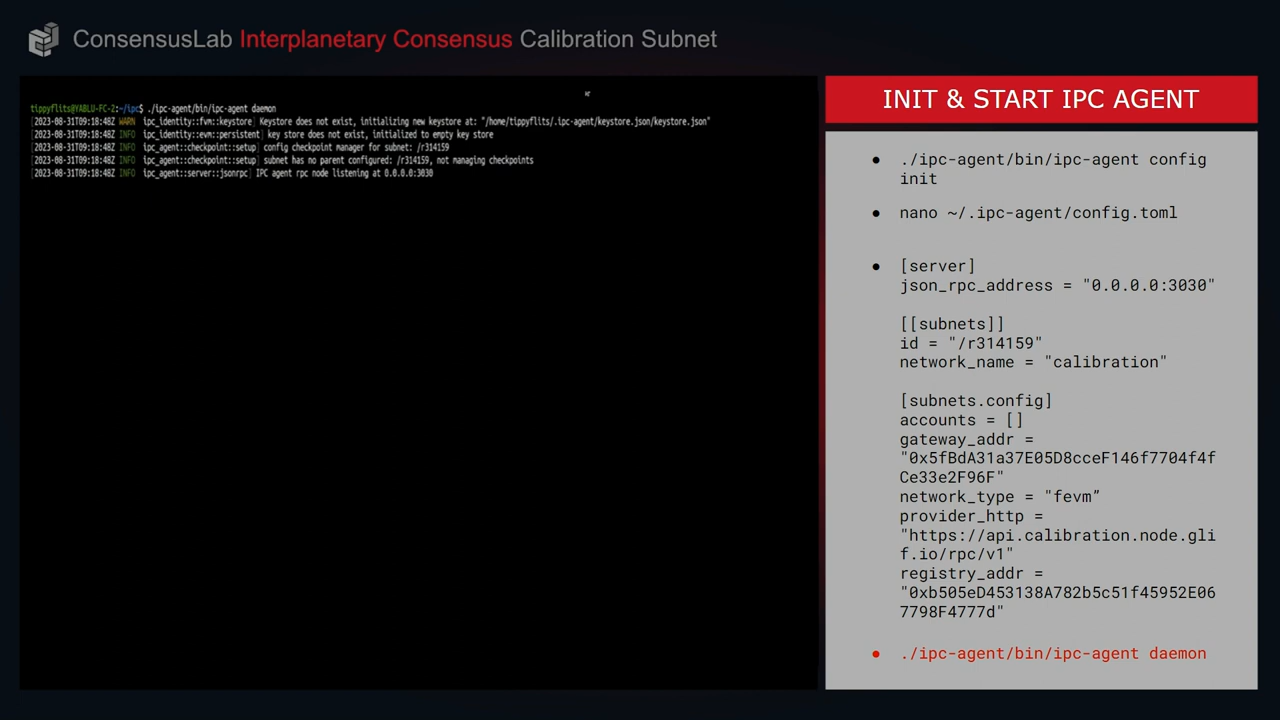 ConsensusLab Interplanetary Consensus Calibration Subnet
tippyflits@YABLU-FC-2:~/ipc$ ./ipc-agent/bin/ipc-agent daemon
[2023-08-31T09:18:48Z WARN  ipc_identity::fvm::keystore] Keystore does not exist, initializing new keystore at: "/home/tippyflits/.ipc-agent/keystore.json/keystore.json"
[2023-08-31T09:18:48Z INFO  ipc_identity::evm::persistent] key store does not exist, initialized to empty key store
[2023-08-31T09:18:48Z INFO  ipc_agent::checkpoint::setup] config checkpoint manager for subnet: /r314159
[2023-08-31T09:18:48Z INFO  ipc_agent::checkpoint::setup] subnet has no parent configured: /r314159, not managing checkpoints
[2023-08-31T09:18:48Z INFO  ipc_agent::server::jsonrpc] IPC agent rpc node listening at 0.0.0.0:3030
INIT & START IPC AGENT
● ./ipc-agent/bin/ipc-agent config
init
● nano ~/.ipc-agent/config.toml
● [server]
json_rpc_address = "0.0.0.0:3030"
[[subnets]]
id = "/r314159"
network_name = "calibration"
[subnets.config]
accounts = []
gateway_addr =
"0x5fBdA31a37E05D8cceF146f7704f4f
Ce33e2F96F"
network_type = "fevm”
provider_http =
"https://api.calibration.node.gli
f.io/rpc/v1"
registry_addr =
"0xb505eD453138A782b5c51f45952E06
7798F4777d"
● ./ipc-agent/bin/ipc-agent daemon